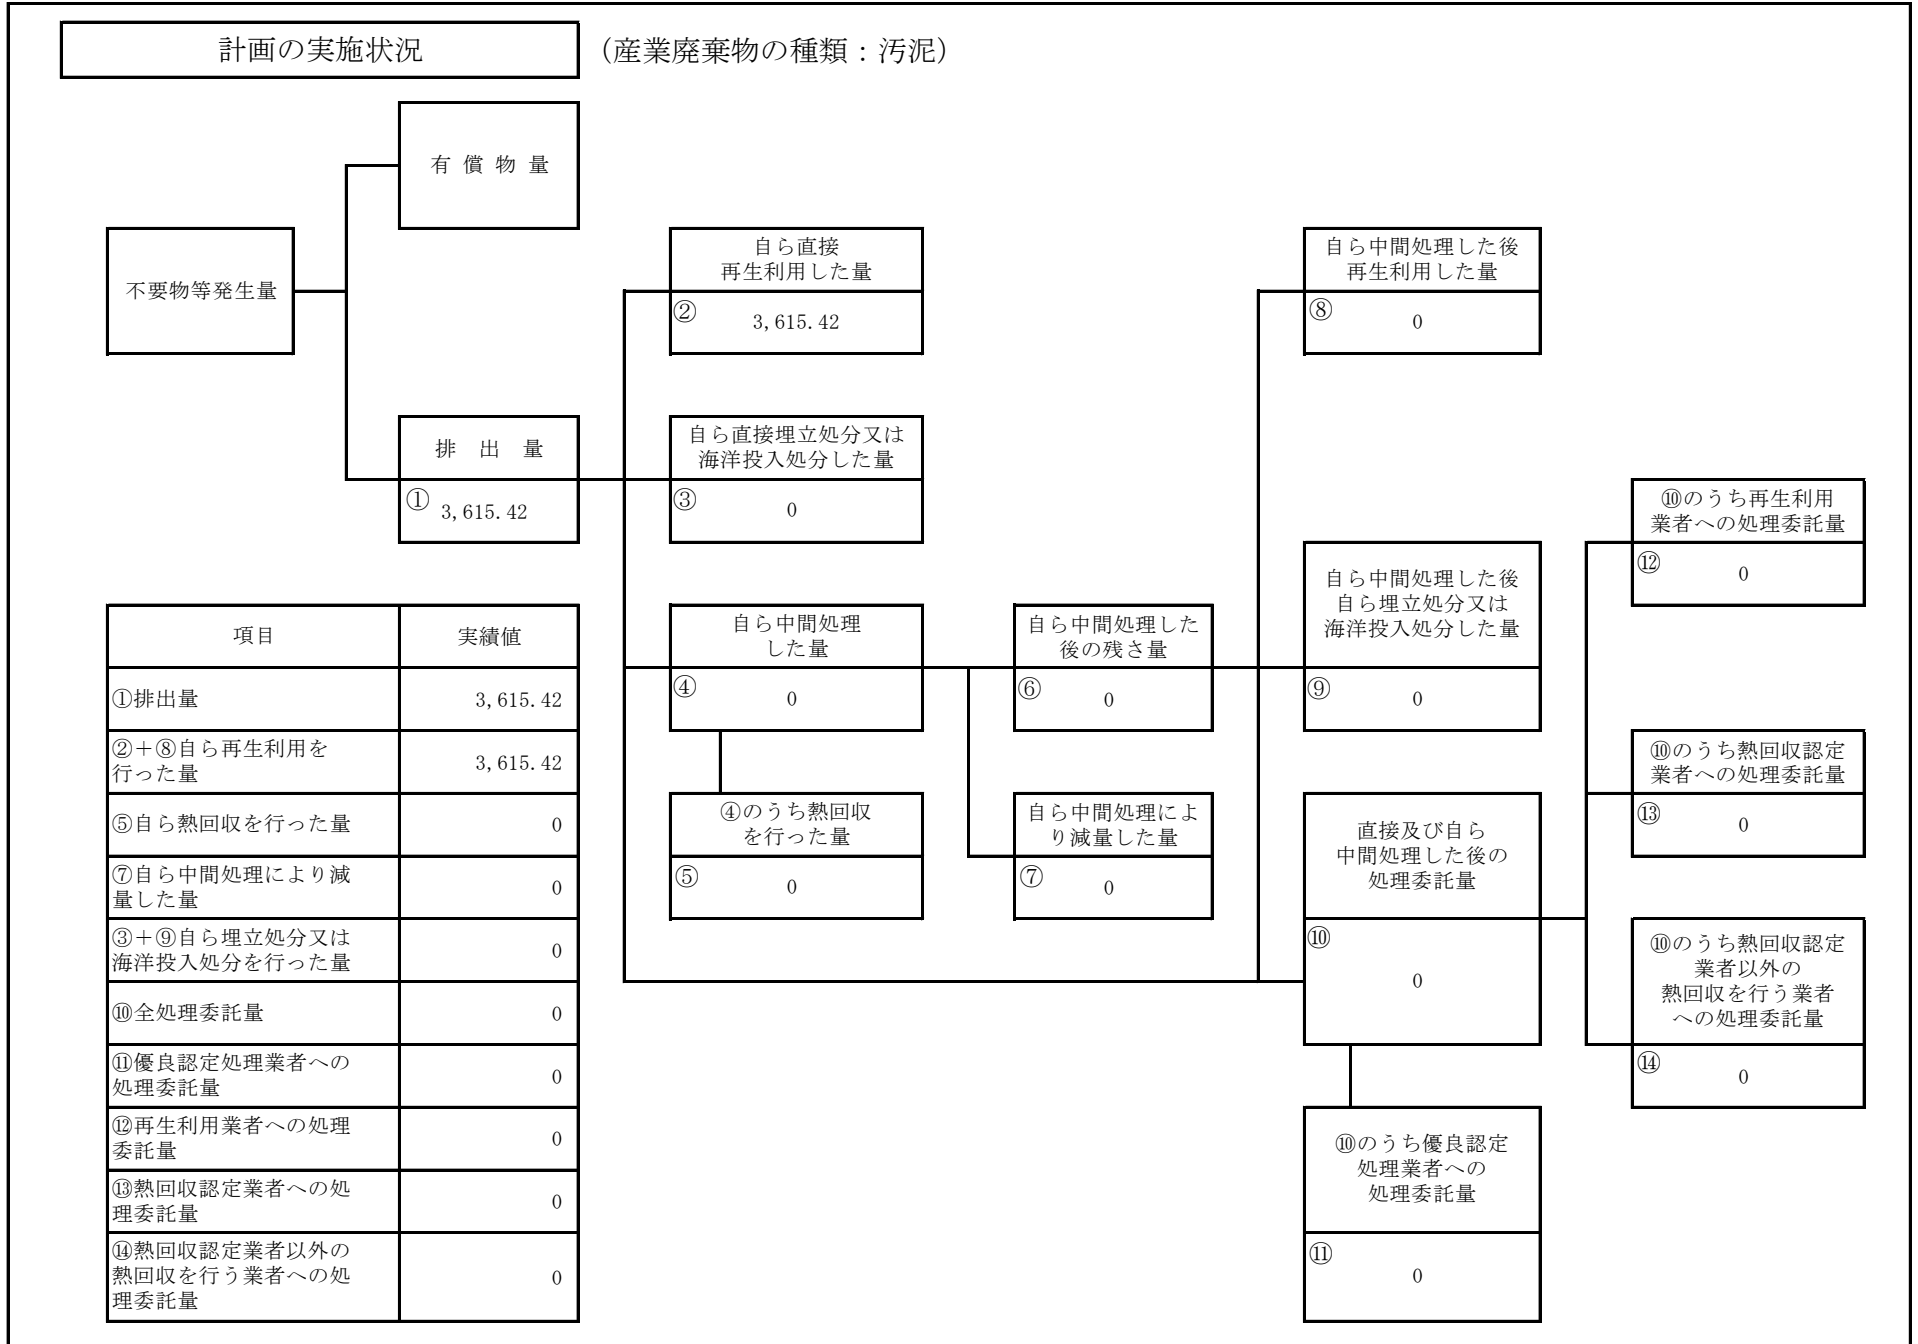 計画の実施状況
（産業廃棄物の種類：汚泥）
有 償 物 量
不要物等発生量
自ら直接
再生利用した量
② 3,615.42
自ら中間処理した後
再生利用した量
⑧ 0
排 出 量
① 3,615.42
自ら直接埋立処分又は
海洋投入処分した量
③ 0
⑩のうち再生利用
業者への処理委託量
⑫ 0
自ら中間処理した後
自ら埋立処分又は
海洋投入処分した量
⑨ 0
自ら中間処理
した量
④ 0
自ら中間処理した
後の残さ量
⑥ 0
⑩のうち熱回収認定
業者への処理委託量
⑬ 0
④のうち熱回収
を行った量
⑤ 0
自ら中間処理によ
り減量した量
⑦ 0
直接及び自ら
中間処理した後の
処理委託量
⑩ 0
⑩のうち熱回収認定
業者以外の
熱回収を行う業者
への処理委託量
⑭ 0
⑩のうち優良認定
処理業者への
処理委託量
⑪ 0
項目 実績値
①排出量 3,615.42
②＋⑧自ら再生利用を
行った量 3,615.42
⑤自ら熱回収を行った量 0
⑦自ら中間処理により減
量した量 0
③＋⑨自ら埋立処分又は
海洋投入処分を行った量 0
⑩全処理委託量 0
⑪優良認定処理業者への
処理委託量 0
⑫再生利用業者への処理
委託量 0
⑬熱回収認定業者への処
理委託量 0
⑭熱回収認定業者以外の
熱回収を行う業者への処
理委託量 0